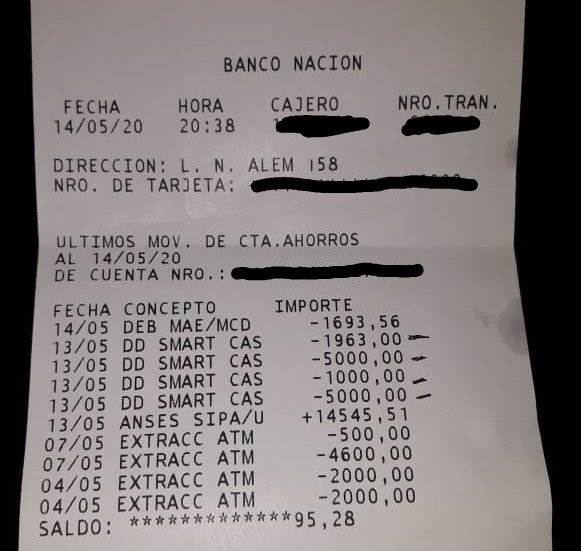 BANCO NACION
FECHA HORA CAJERO NRO.TRAN.
14/05/20 20:38
DIRECCION: L. N. ALEM 158
NRO. DE TARJETA:
ULTIMOS MOV. DE CTA.AHORROS
AL 14/05/20
DE CUENTA NRO.:
FECHA CONCEPTO IMPORTE
14/05 DEB MAE/MCD -1693,56
13/05 DD SMART CAS -1963,00
13/05 DD SMART CAS -5000,00
13/05 DD SMART CAS -1000,00
13/05 DD SMART CAS -5000,00
13/05 ANSES SIPA/U +14545,51
07/05 EXTRACC ATM -500,00
07/05 EXTRACC ATM -4600,00
04/05 EXTRACC ATM -2000,00
04/05 EXTRACC ATM -2000,00
SALDO: *************95,28